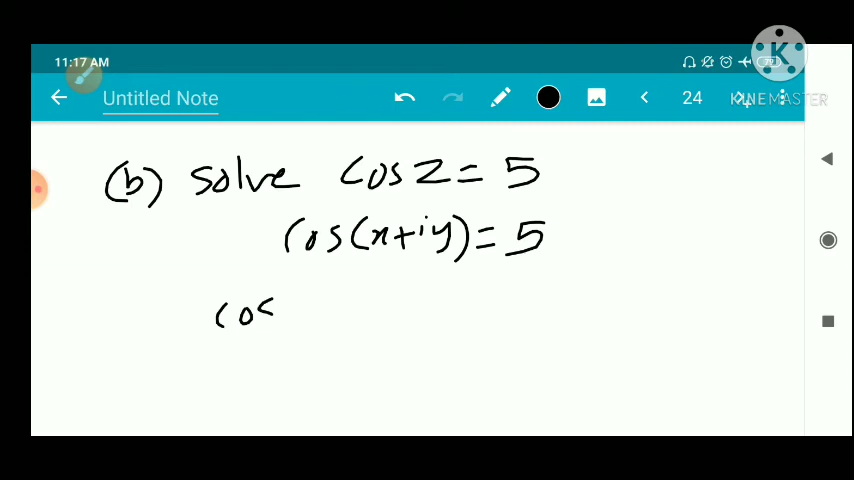 11:17 AM
Untitled Note
24
KINEMASTER
(b) solve cos z = 5
cos(x+iy) = 5
cos